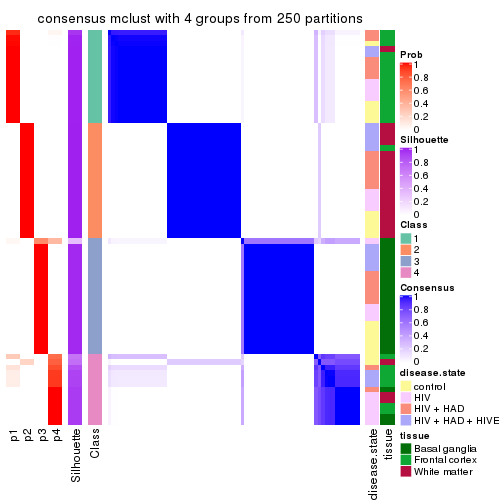 consensus mclust with 4 groups from 250 partitions
Prob
1
0.8
0.6
0.4
0.2
0
Silhouette
1
0.8
0.6
0.4
0.2
0
Class
1
2
3
4
Consensus
1
0.8
0.6
0.4
0.2
0
disease.state
control
HIV
HIV + HAD
HIV + HAD + HIVE
tissue
Basal ganglia
Frontal cortex
White matter
p1
p2
p3
p4
Silhouette
Class
disease.state
tissue